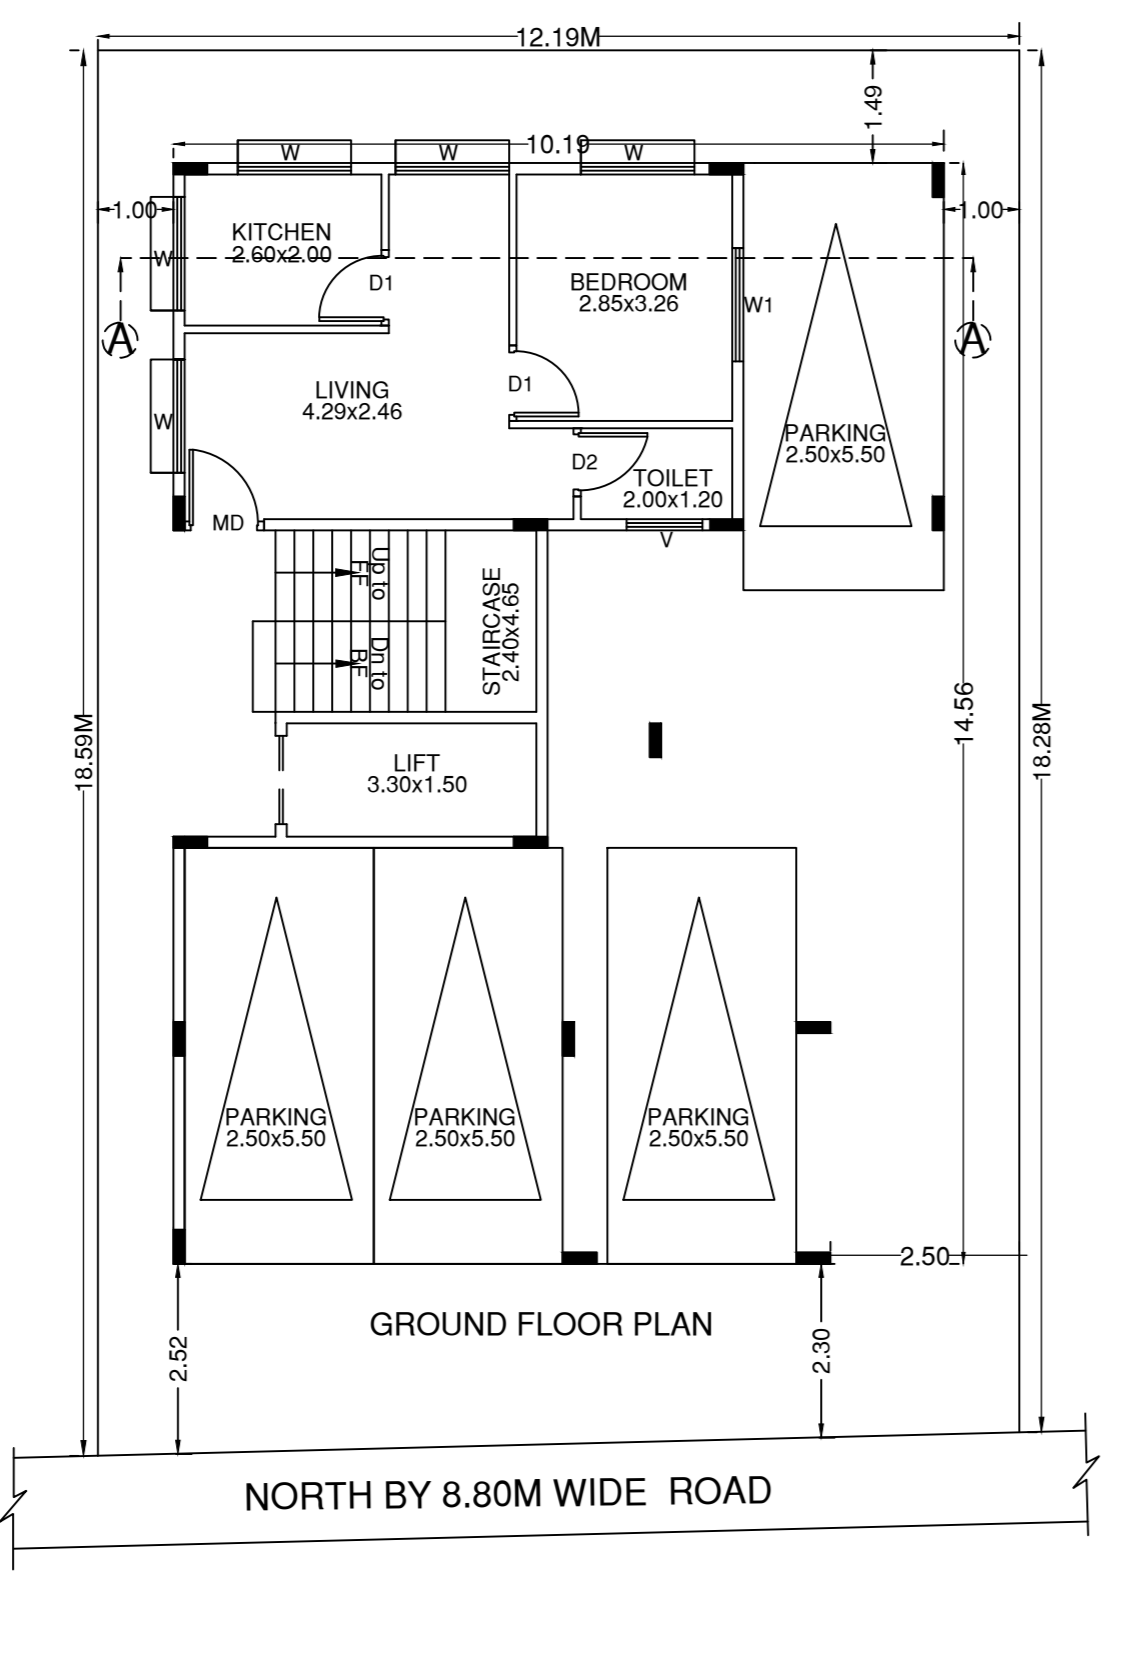 12.19M
1.49
10.19
W
W
W
1.00
1.00
KITCHEN
2.60x2.00
W
D1
BEDROOM
2.85x3.26
W1
A
A
LIVING
4.29x2.46
D1
W
PARKING
2.50x5.50
D2
TOILET
2.00x1.20
MD
V
Up to
FF
Dn to
BF
STAIRCASE
2.40x4.65
14.56
18.59M
18.28M
LIFT
3.30x1.50
PARKING
2.50x5.50
PARKING
2.50x5.50
PARKING
2.50x5.50
2.50
GROUND FLOOR PLAN
2.52
2.30
NORTH BY 8.80M WIDE  ROAD